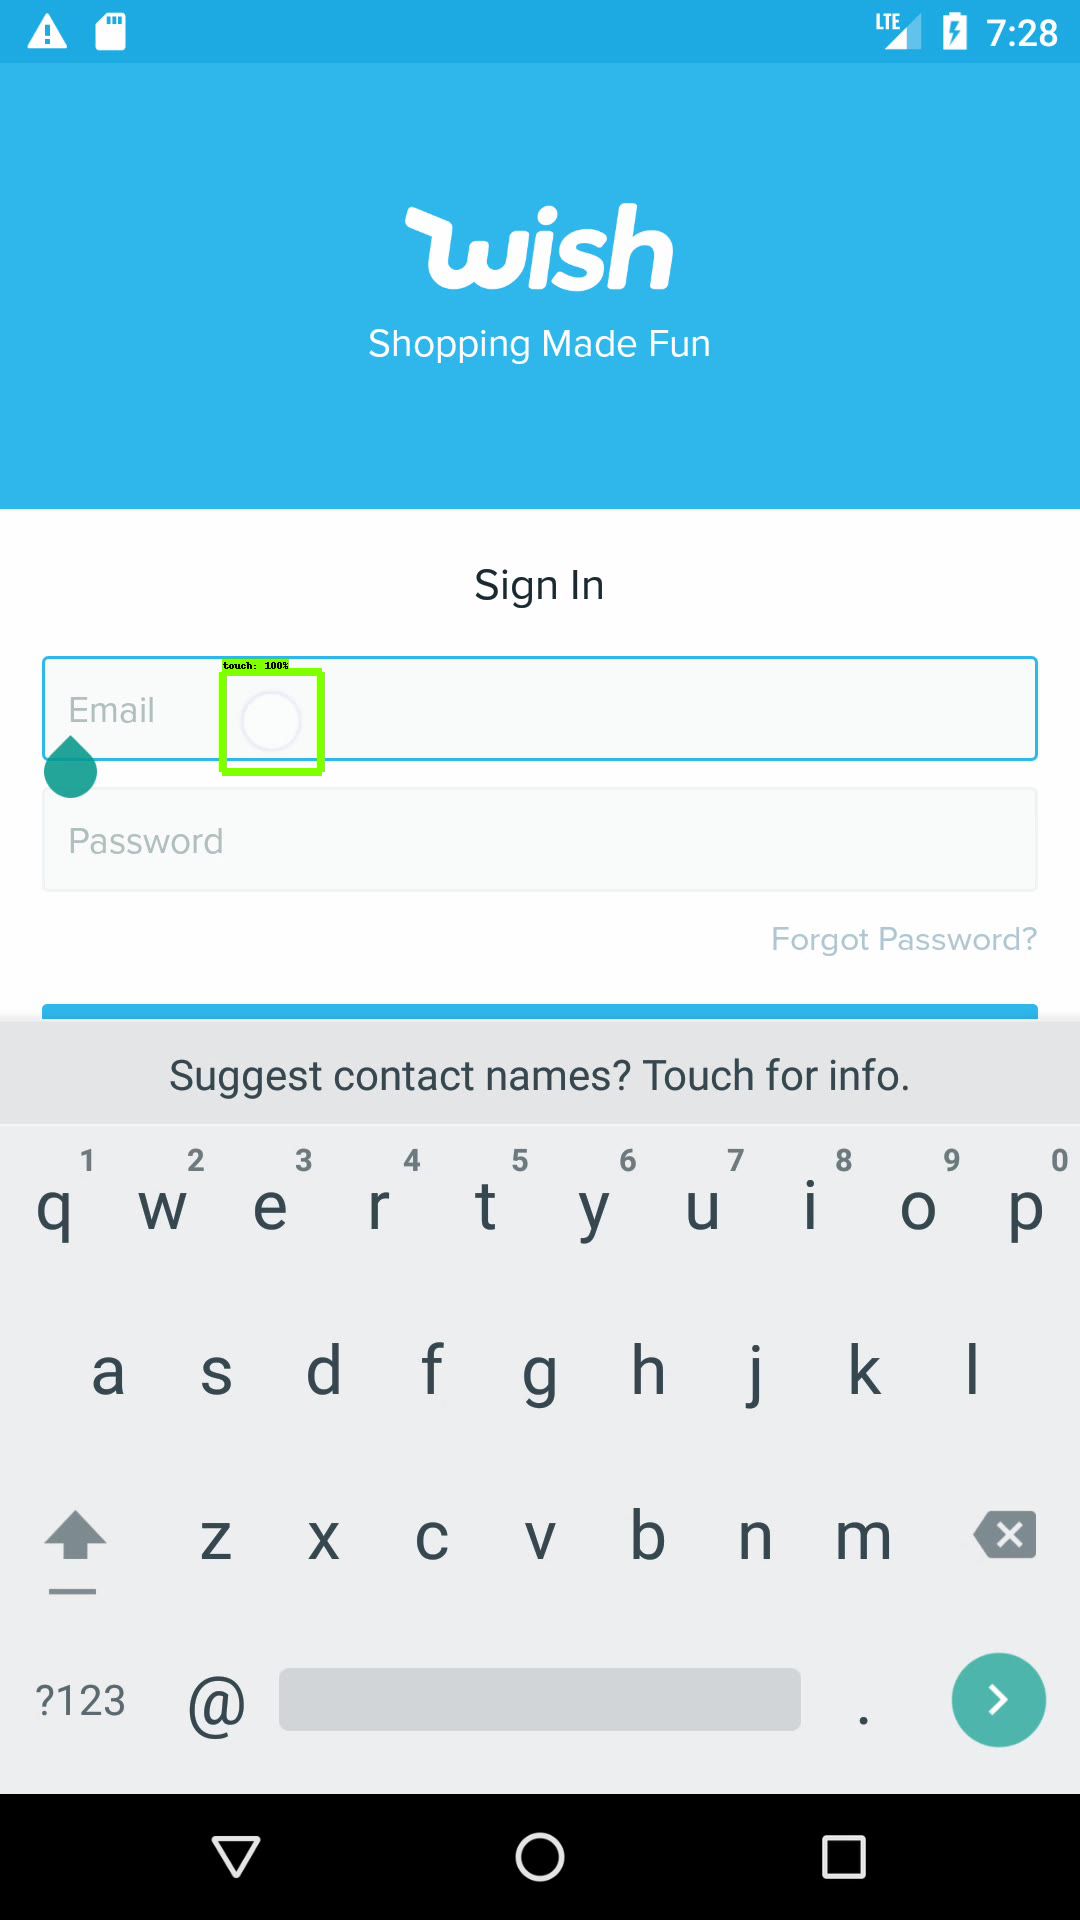 LTE 7:28
wish
Shopping Made Fun
Sign In
touch: 100%
Email
Password
Forgot Password?
Suggest contact names? Touch for info.
1 2 3 4 5 6 7 8 9 0
q w e r t y u i o p
a s d f g h j k l
z x c v b n m
?123 @ .